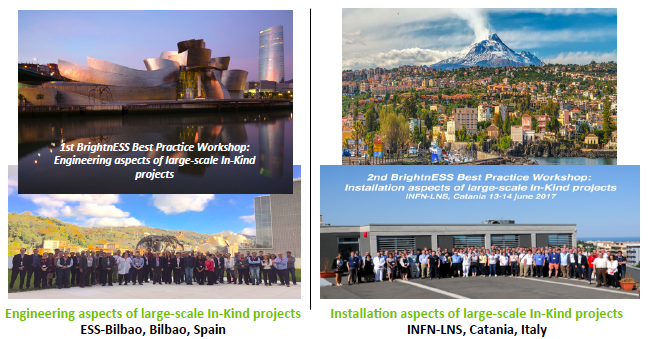 1st BrightnESS Best Practice Workshop:
Engineering aspects of large-scale In-Kind
projects
Engineering aspects of large-scale In-Kind projects
ESS-Bilbao, Bilbao, Spain
2nd BrightnESS Best Practice Workshop:
Installation aspects of large-scale In-Kind projects
INFN-LNS, Catania 13-14 june 2017
Installation aspects of large-scale In-Kind projects
INFN-LNS, Catania, Italy